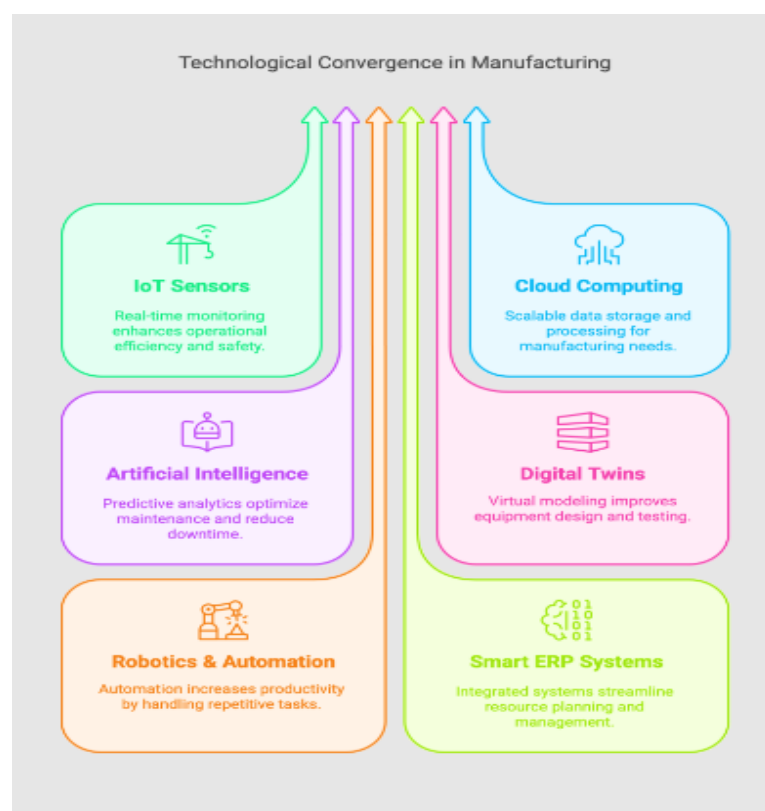 Technological Convergence in Manufacturing
IoT Sensors
Real-time monitoring
enhances operational
efficiency and safety.
Cloud Computing
Scalable data storage and
processing for
manufacturing needs.
Artificial Intelligence
Predictive analytics optimize
maintenance and reduce
downtime.
Digital Twins
Virtual modeling improves
equipment design and testing.
Robotics & Automation
Automation increases productivity
by handling repetitive tasks.
01
10
01
01
Smart ERP Systems
Integrated systems streamline
resource planning and
management.